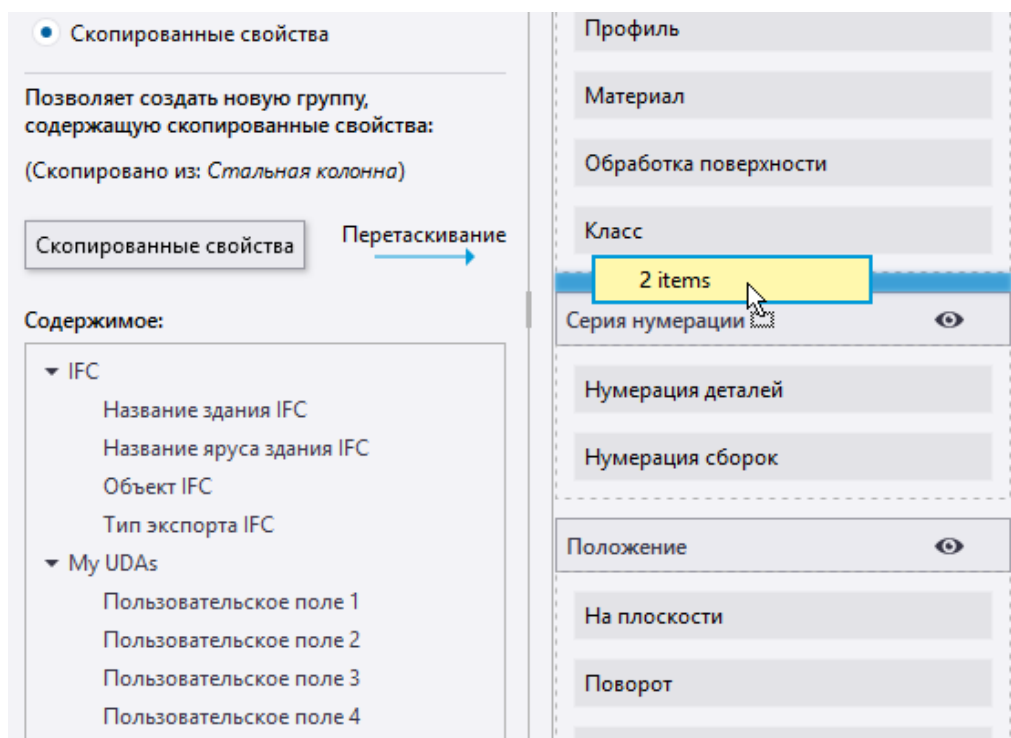 Скопированные свойства
Позволяет создать новую группу,
содержащую скопированные свойства:
(Скопировано из: Стальная колонна)
Скопированные свойства
Перетаскивание
Содержимое:
IFC
Название здания IFC
Название яруса здания IFC
Объект IFC
Тип экспорта IFC
My UDAs
Пользовательское поле 1
Пользовательское поле 2
Пользовательское поле 3
Пользовательское поле 4
Профиль
Материал
Обработка поверхности
Класс
2 items
Серия нумерации
Нумерация деталей
Нумерация сборок
Положение
На плоскости
Поворот